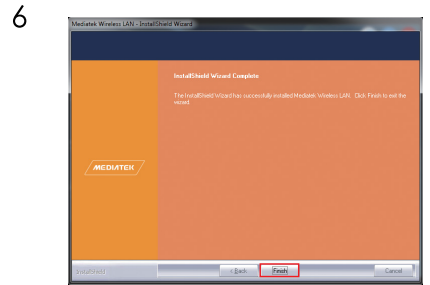 6
Mediatek Wireless LAN - InstallShield Wizard
InstallShield Wizard Complete
The InstallShield Wizard has successfully installed Mediatek Wireless LAN. Click Finish to exit the
wizard.
MEDIATEK
InstallShield
< Back
Finish
Cancel